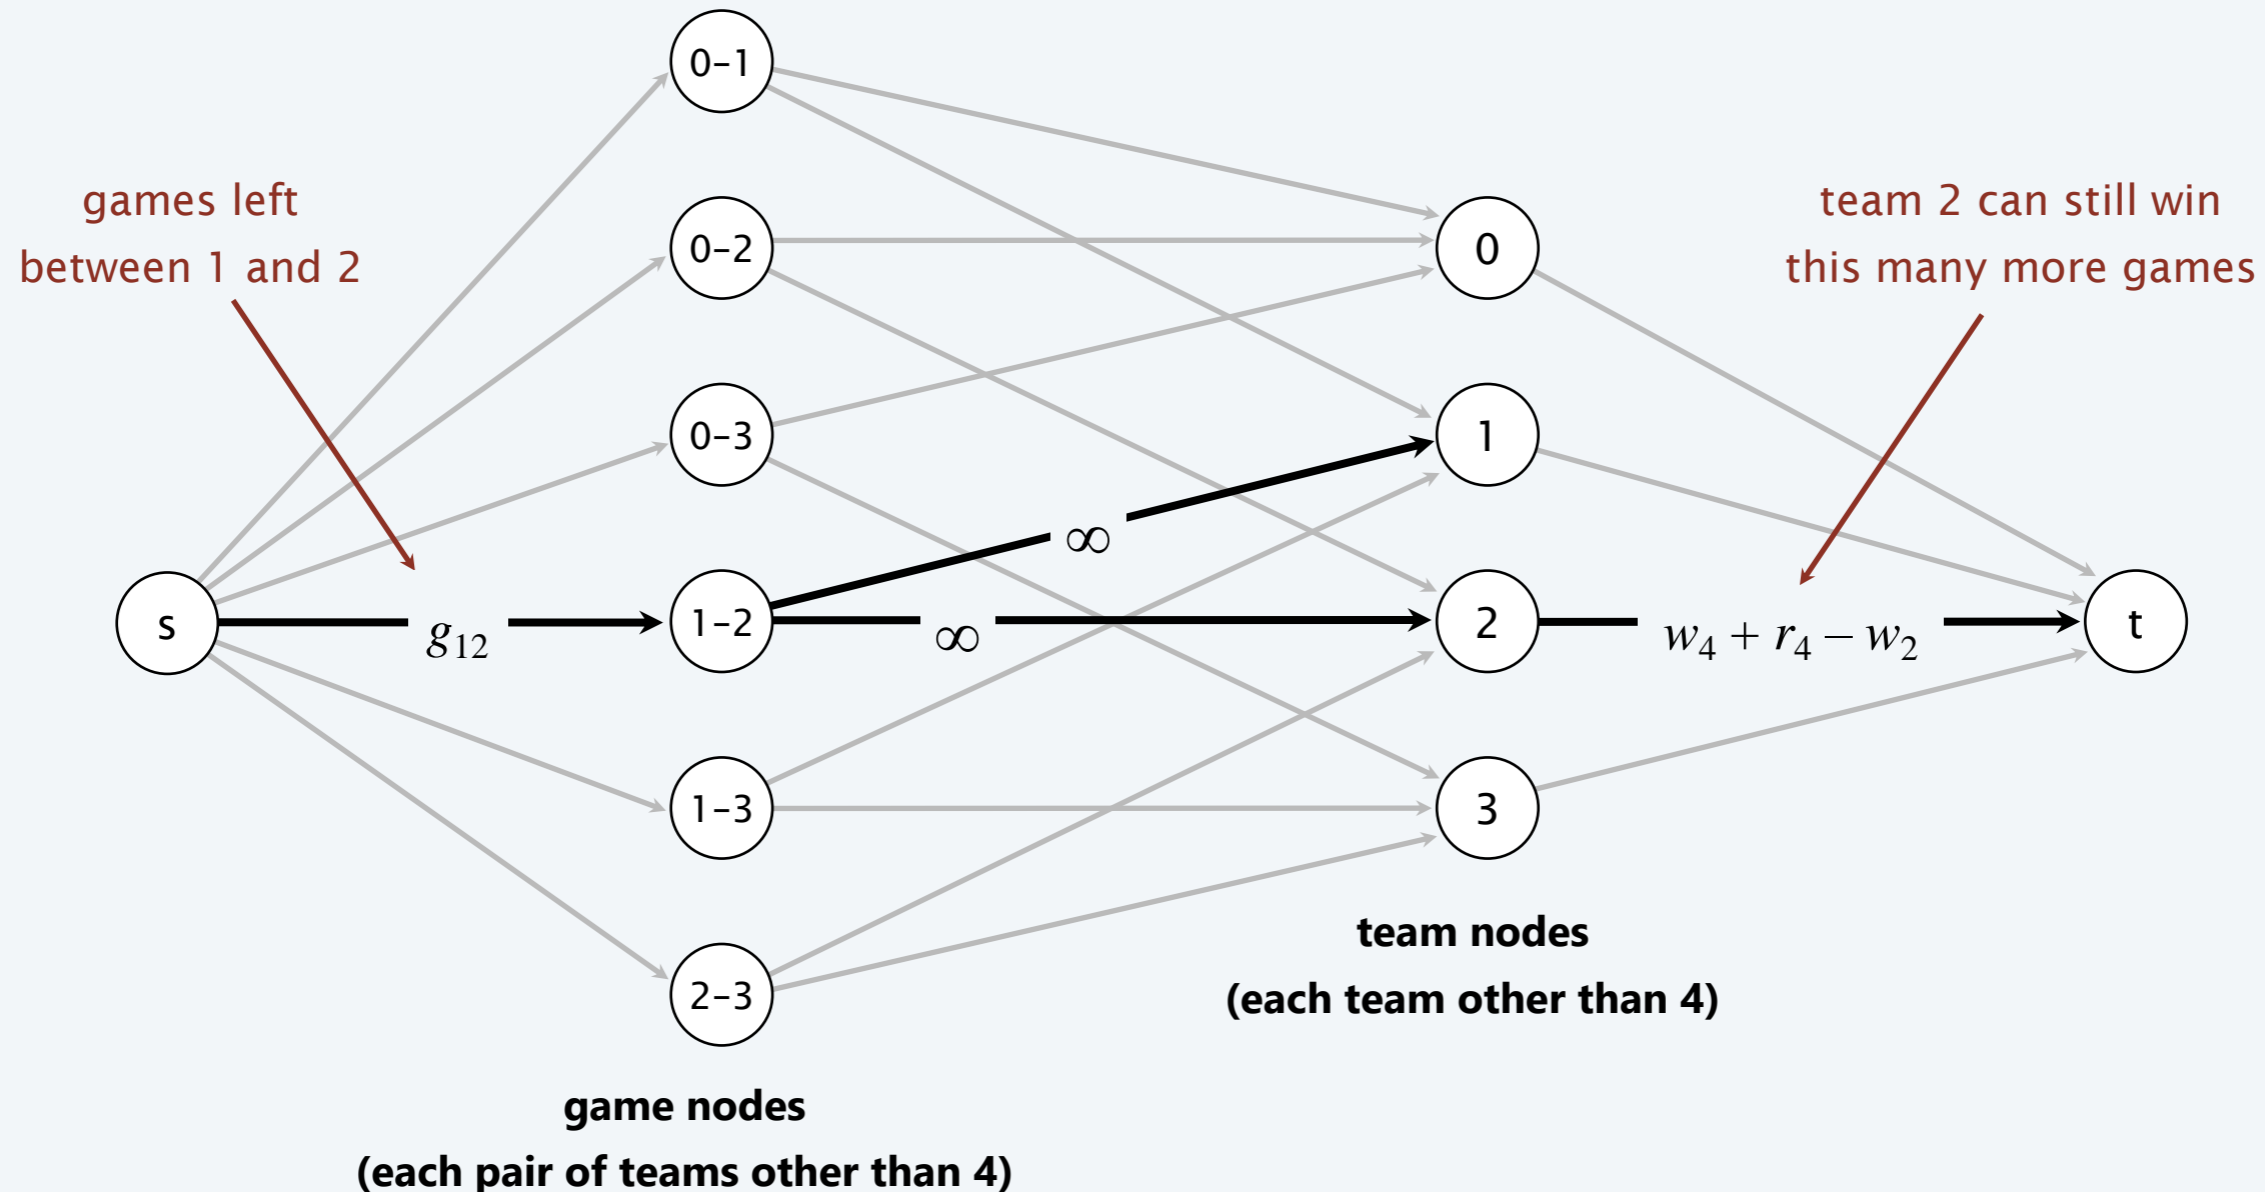 0–1
games left
between 1 and 2
team 2 can still win
this many more games
0–2
0
0–3
1
∞
s
g12
1–2
∞
2
w4 + r4 – w2
t
1–3
3
2–3
team nodes
(each team other than 4)
game nodes
(each pair of teams other than 4)